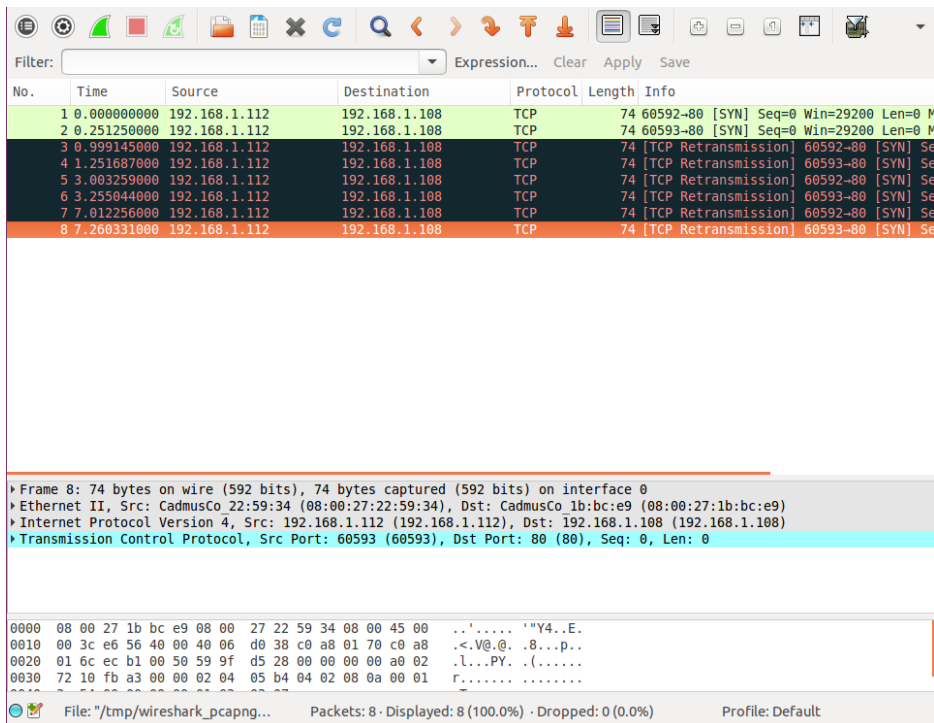 Filter: Expression... Clear Apply Save
No. Time Source Destination Protocol Length Info
1 0.000000000 192.168.1.112 192.168.1.108 TCP 74 60592→80 [SYN] Seq=0 Win=29200 Len=0 M
2 0.251250000 192.168.1.112 192.168.1.108 TCP 74 60593→80 [SYN] Seq=0 Win=29200 Len=0 M
3 0.999145000 192.168.1.112 192.168.1.108 TCP 74 [TCP Retransmission] 60592→80 [SYN] Se
4 1.251687000 192.168.1.112 192.168.1.108 TCP 74 [TCP Retransmission] 60593→80 [SYN] Se
5 3.003259000 192.168.1.112 192.168.1.108 TCP 74 [TCP Retransmission] 60592→80 [SYN] Se
6 3.255044000 192.168.1.112 192.168.1.108 TCP 74 [TCP Retransmission] 60593→80 [SYN] Se
7 7.012256000 192.168.1.112 192.168.1.108 TCP 74 [TCP Retransmission] 60592→80 [SYN] Se
8 7.260331000 192.168.1.112 192.168.1.108 TCP 74 [TCP Retransmission] 60593→80 [SYN] Se
Frame 8: 74 bytes on wire (592 bits), 74 bytes captured (592 bits) on interface 0
Ethernet II, Src: CadmusCo_22:59:34 (08:00:27:22:59:34), Dst: CadmusCo_1b:bc:e9 (08:00:27:1b:bc:e9)
Internet Protocol Version 4, Src: 192.168.1.112 (192.168.1.112), Dst: 192.168.1.108 (192.168.1.108)
Transmission Control Protocol, Src Port: 60593 (60593), Dst Port: 80 (80), Seq: 0, Len: 0
0000 08 00 27 1b bc e9 08 00 27 22 59 34 08 00 45 00 ..'..... '"Y4..E.
0010 00 3c e6 56 40 00 40 06 d0 38 c0 a8 01 70 c0 a8 .<.V@.@. .8...p..
0020 01 6c ec b1 00 50 59 9f d5 28 00 00 00 00 a0 02 .l...PY. .(......
0030 72 10 fb a3 00 00 02 04 05 b4 04 02 08 0a 00 01 r....... ........
File: "/tmp/wireshark_pcapng... Packets: 8 · Displayed: 8 (100.0%) · Dropped: 0 (0.0%) Profile: Default